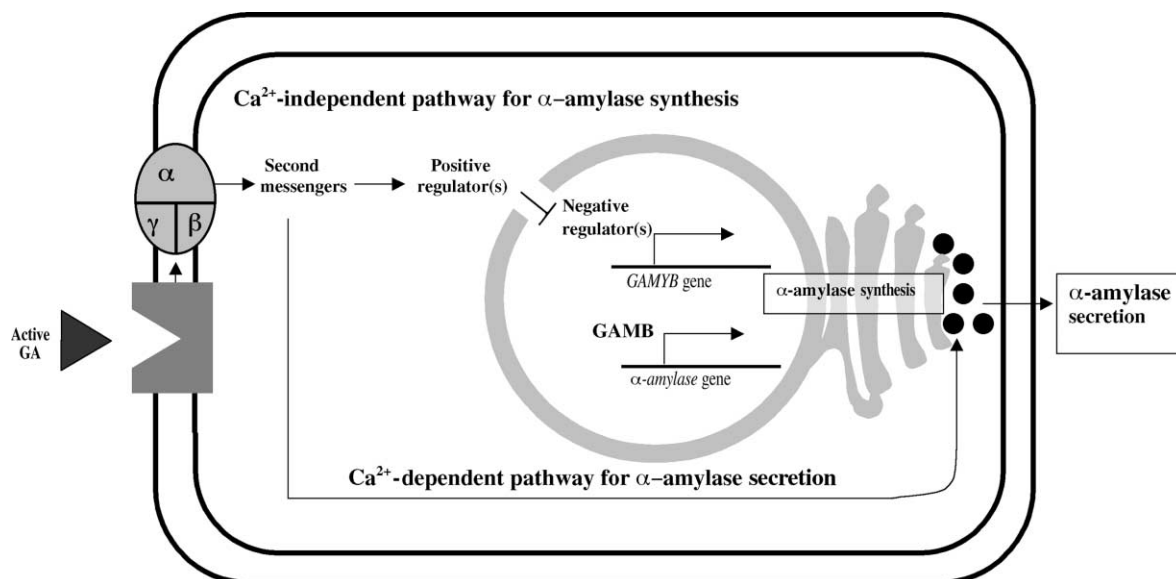 Ca²⁺-independent pathway for α–amylase synthesis
α
γ
β
Second
messengers
Positive
regulator(s)
Negative
regulator(s)
GAMYB gene
α-amylase synthesis
α-amylase
secretion
Active
GA
GAMB
α-amylase gene
Ca²⁺-dependent pathway for α–amylase secretion